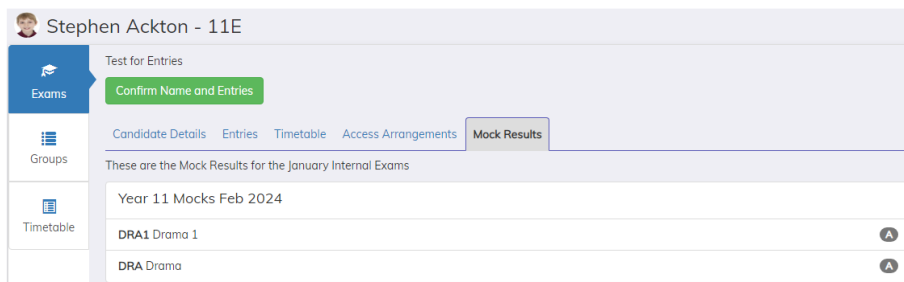 Stephen Ackton - 11E
Exams
Groups
Timetable
Test for Entries
Confirm Name and Entries
Candidate Details Entries Timetable Access Arrangements Mock Results
These are the Mock Results for the January Internal Exams
Year 11 Mocks Feb 2024
DRA1 Drama 1 A
DRA Drama A